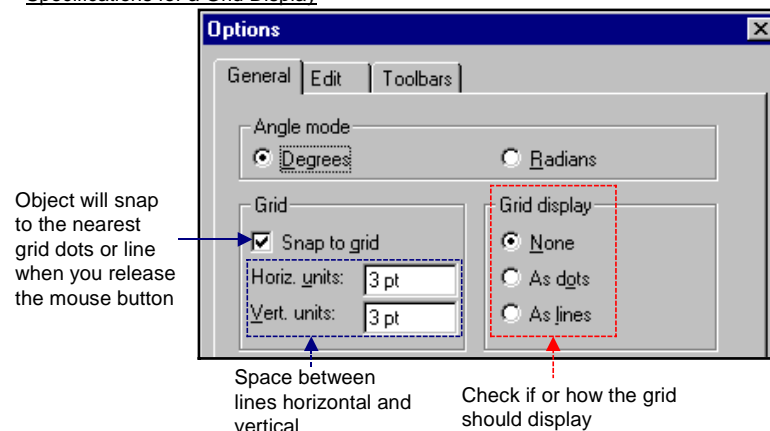 Specifications for a Grid Display
Options
General Edit Toolbars
Angle mode
Degrees Radians
Object will snap
to the nearest
grid dots or line
when you release
the mouse button
Grid
Snap to grid
Horiz. units: 3 pt
Vert. units: 3 pt
Grid display
None
As dots
As lines
Space between
lines horizontal and
vertical
Check if or how the grid
should display